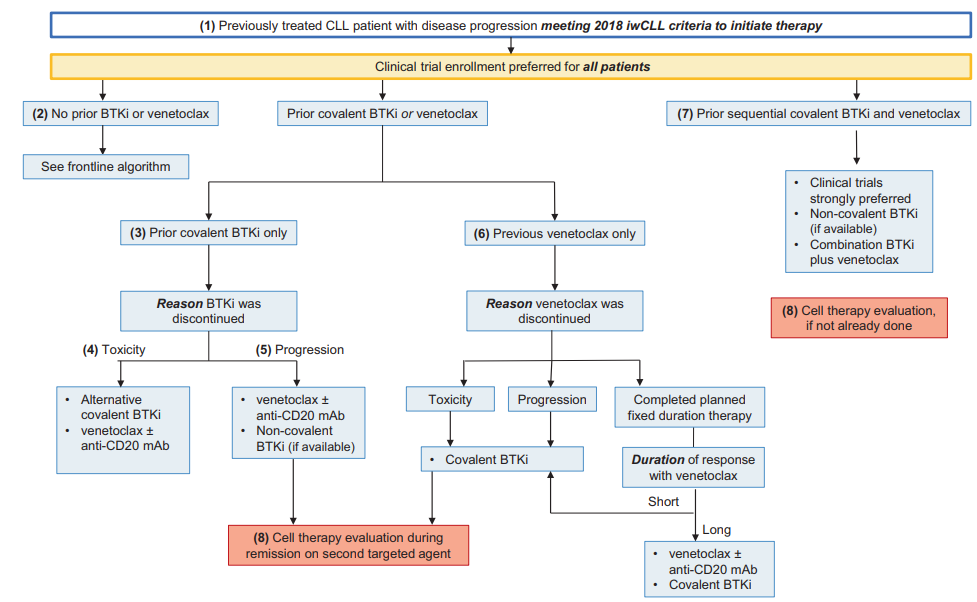 (1) Previously treated CLL patient with disease progression meeting 2018 iwCLL criteria to initiate therapy
Clinical trial enrollment preferred for all patients
(2) No prior BTKi or venetoclax
Prior covalent BTKi or venetoclax
(7) Prior sequential covalent BTKi and venetoclax
See frontline algorithm
• Clinical trials
strongly preferred
• Non-covalent BTKi
(if available)
• Combination BTKi
plus venetoclax
(3) Prior covalent BTKi only
(6) Previous venetoclax only
Reason BTKi was
discontinued
Reason venetoclax was
discontinued
(8) Cell therapy evaluation,
if not already done
(4) Toxicity
(5) Progression
• Alternative
covalent BTKi
• venetoclax ±
anti-CD20 mAb
• venetoclax ±
anti-CD20 mAb
• Non-covalent
BTKi (if available)
Toxicity
Progression
Completed planned
fixed duration therapy
• Covalent BTKi
Duration of response
with venetoclax
Short
Long
(8) Cell therapy evaluation during
remission on second targeted agent
• venetoclax ±
anti-CD20 mAb
• Covalent BTKi